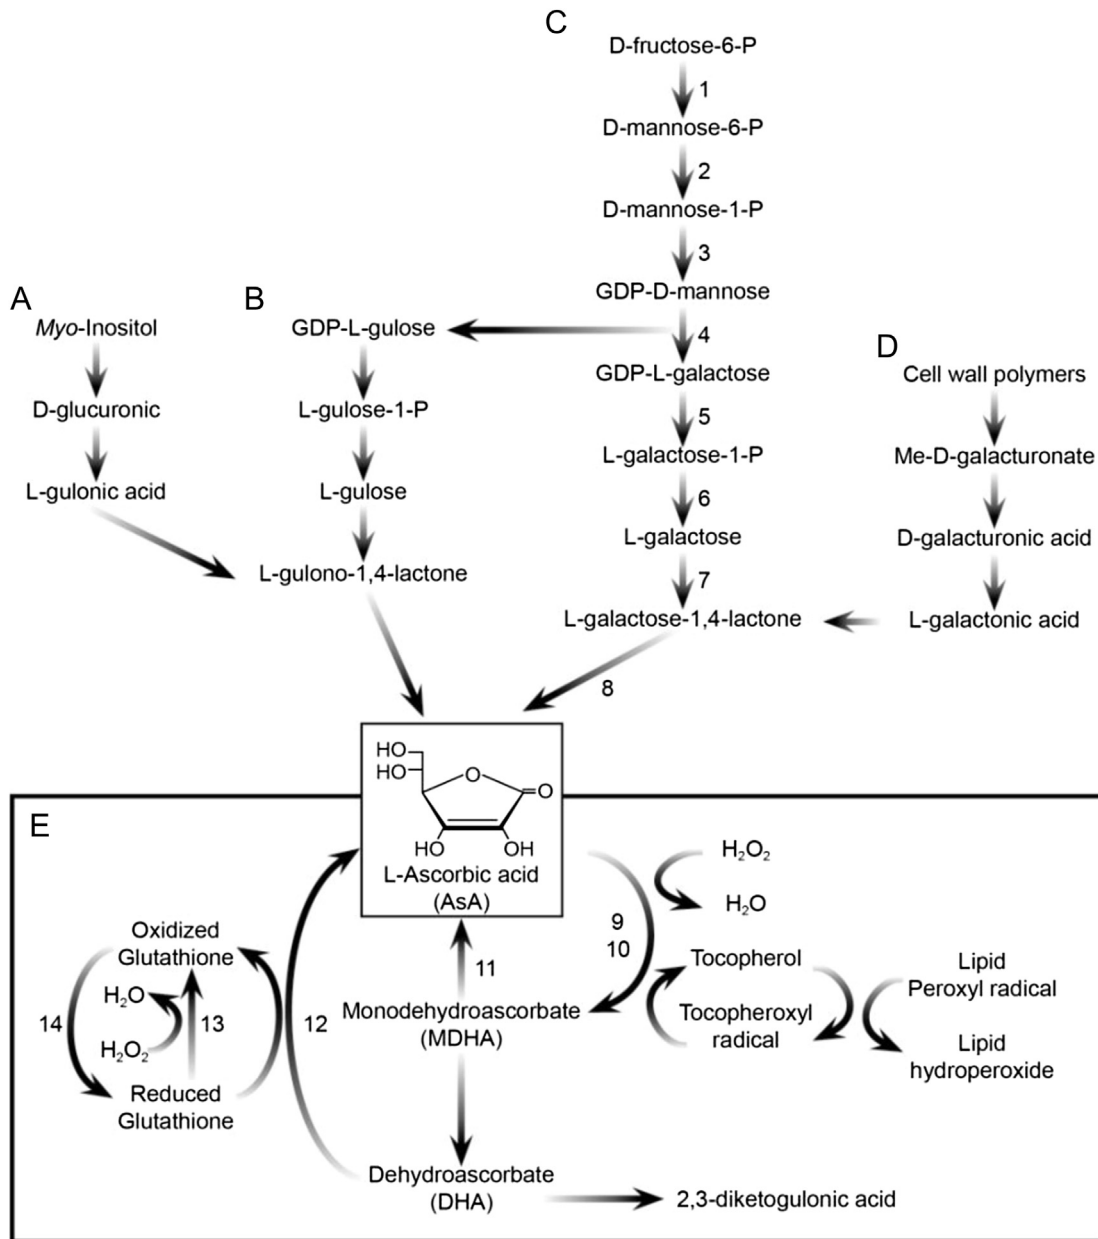 C
D-fructose-6-P
1
D-mannose-6-P
2
D-mannose-1-P
3
GDP-D-mannose
A
B
Myo-Inositol
GDP-L-gulose
4
D
GDP-L-galactose
Cell wall polymers
D-glucuronic
L-gulose-1-P
5
L-galactose-1-P
Me-D-galacturonate
L-gulonic acid
L-gulose
6
L-galactose
D-galacturonic acid
L-gulono-1,4-lactone
7
L-galactose-1,4-lactone
L-galactonic acid
8
HO
HO
O
O
HO
OH
L-Ascorbic acid
(AsA)
E
H₂O₂
H₂O
9
10
Oxidized
Glutathione
11
Tocopherol
Lipid
Peroxyl radical
H₂O
14
13
12
H₂O₂
Monodehydroascorbate
(MDHA)
Tocopheroxyl
radical
Lipid
hydroperoxide
Reduced
Glutathione
Dehydroascorbate
(DHA)
2,3-diketogulonic acid